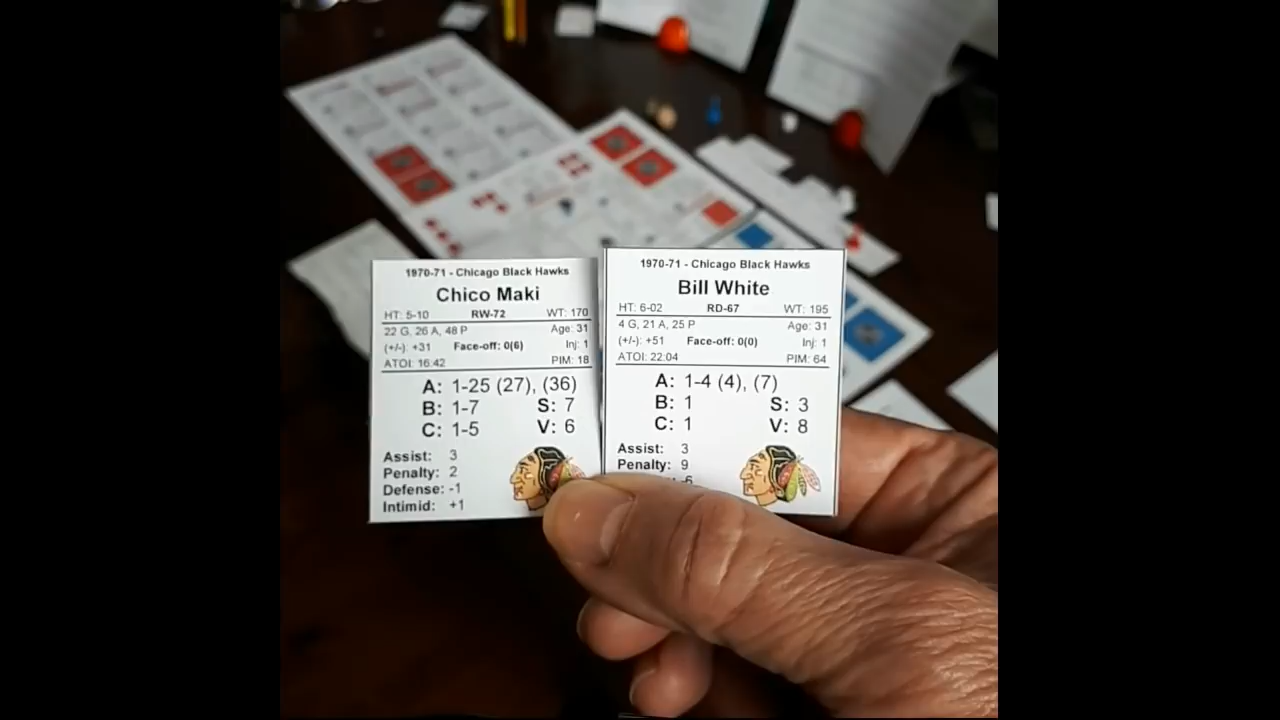 1970-71 - Chicago Black Hawks
Chico Maki
HT: 5-10 RW-72 WT: 170
22 G, 26 A, 48 P Age: 31
(+/-): +31 Face-off: 0(6) Inj: 1
ATOI: 16:42 PIM: 18
A: 1-25 (27), (36)
B: 1-7 S: 7
C: 1-5 V: 6
Assist: 3
Penalty: 2
Defense: -1
Intimid: +1
1970-71 - Chicago Black Hawks
Bill White
HT: 6-02 RD-67 WT: 195
4 G, 21 A, 25 P Age: 31
(+/-): +51 Face-off: 0(0) Inj: 1
ATOI: 22:04 PIM: 64
A: 1-4 (4), (7)
B: 1 S: 3
C: 1 V: 8
Assist: 3
Penalty: 9
-6